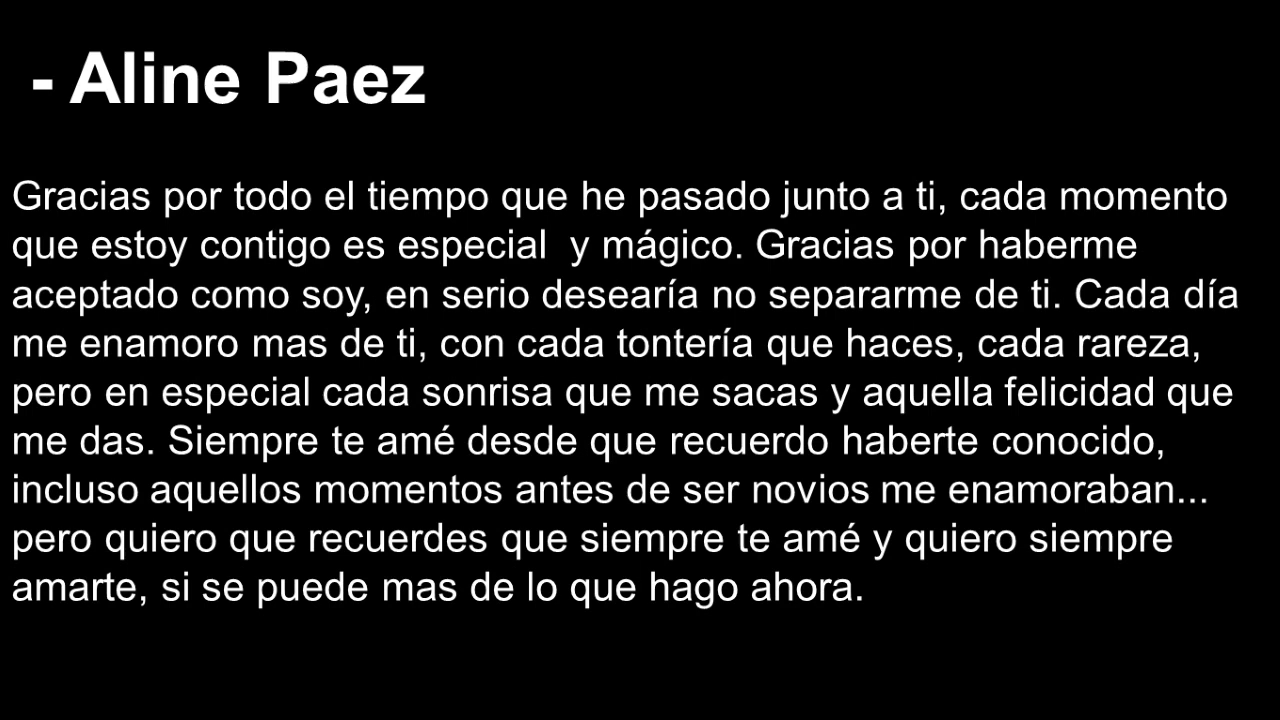 - Aline Paez
Gracias por todo el tiempo que he pasado junto a ti, cada momento
que estoy contigo es especial  y mágico. Gracias por haberme
aceptado como soy, en serio desearía no separarme de ti. Cada día
me enamoro mas de ti, con cada tontería que haces, cada rareza,
pero en especial cada sonrisa que me sacas y aquella felicidad que
me das. Siempre te amé desde que recuerdo haberte conocido,
incluso aquellos momentos antes de ser novios me enamoraban...
pero quiero que recuerdes que siempre te amé y quiero siempre
amarte, si se puede mas de lo que hago ahora.